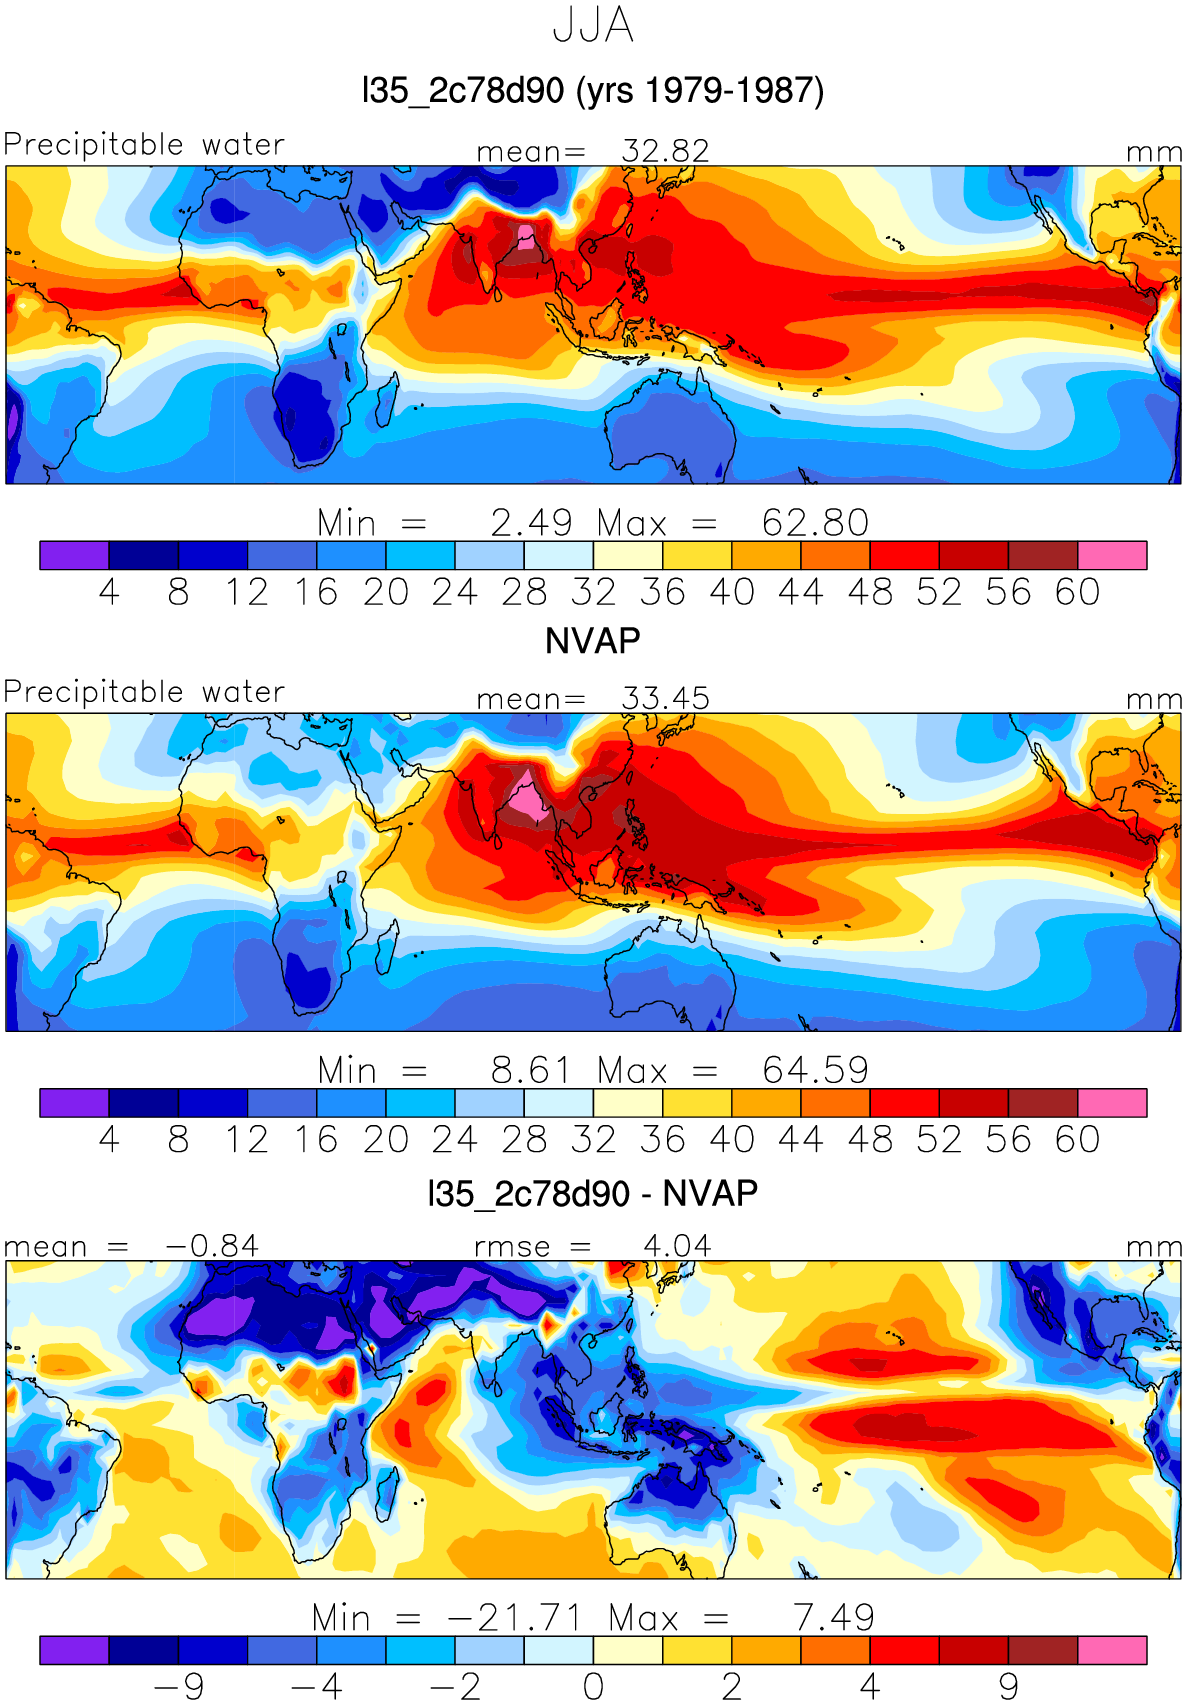 JJA
l35_2c78d90 (yrs 1979-1987)
Precipitable water mean= 32.82 mm
Min = 2.49 Max = 62.80
4 8 12 16 20 24 28 32 36 40 44 48 52 56 60
NVAP
Precipitable water mean= 33.45 mm
Min = 8.61 Max = 64.59
4 8 12 16 20 24 28 32 36 40 44 48 52 56 60
l35_2c78d90 - NVAP
mean = −0.84 rmse = 4.04 mm
Min = −21.71 Max = 7.49
−9 −4 −2 0 2 4 9